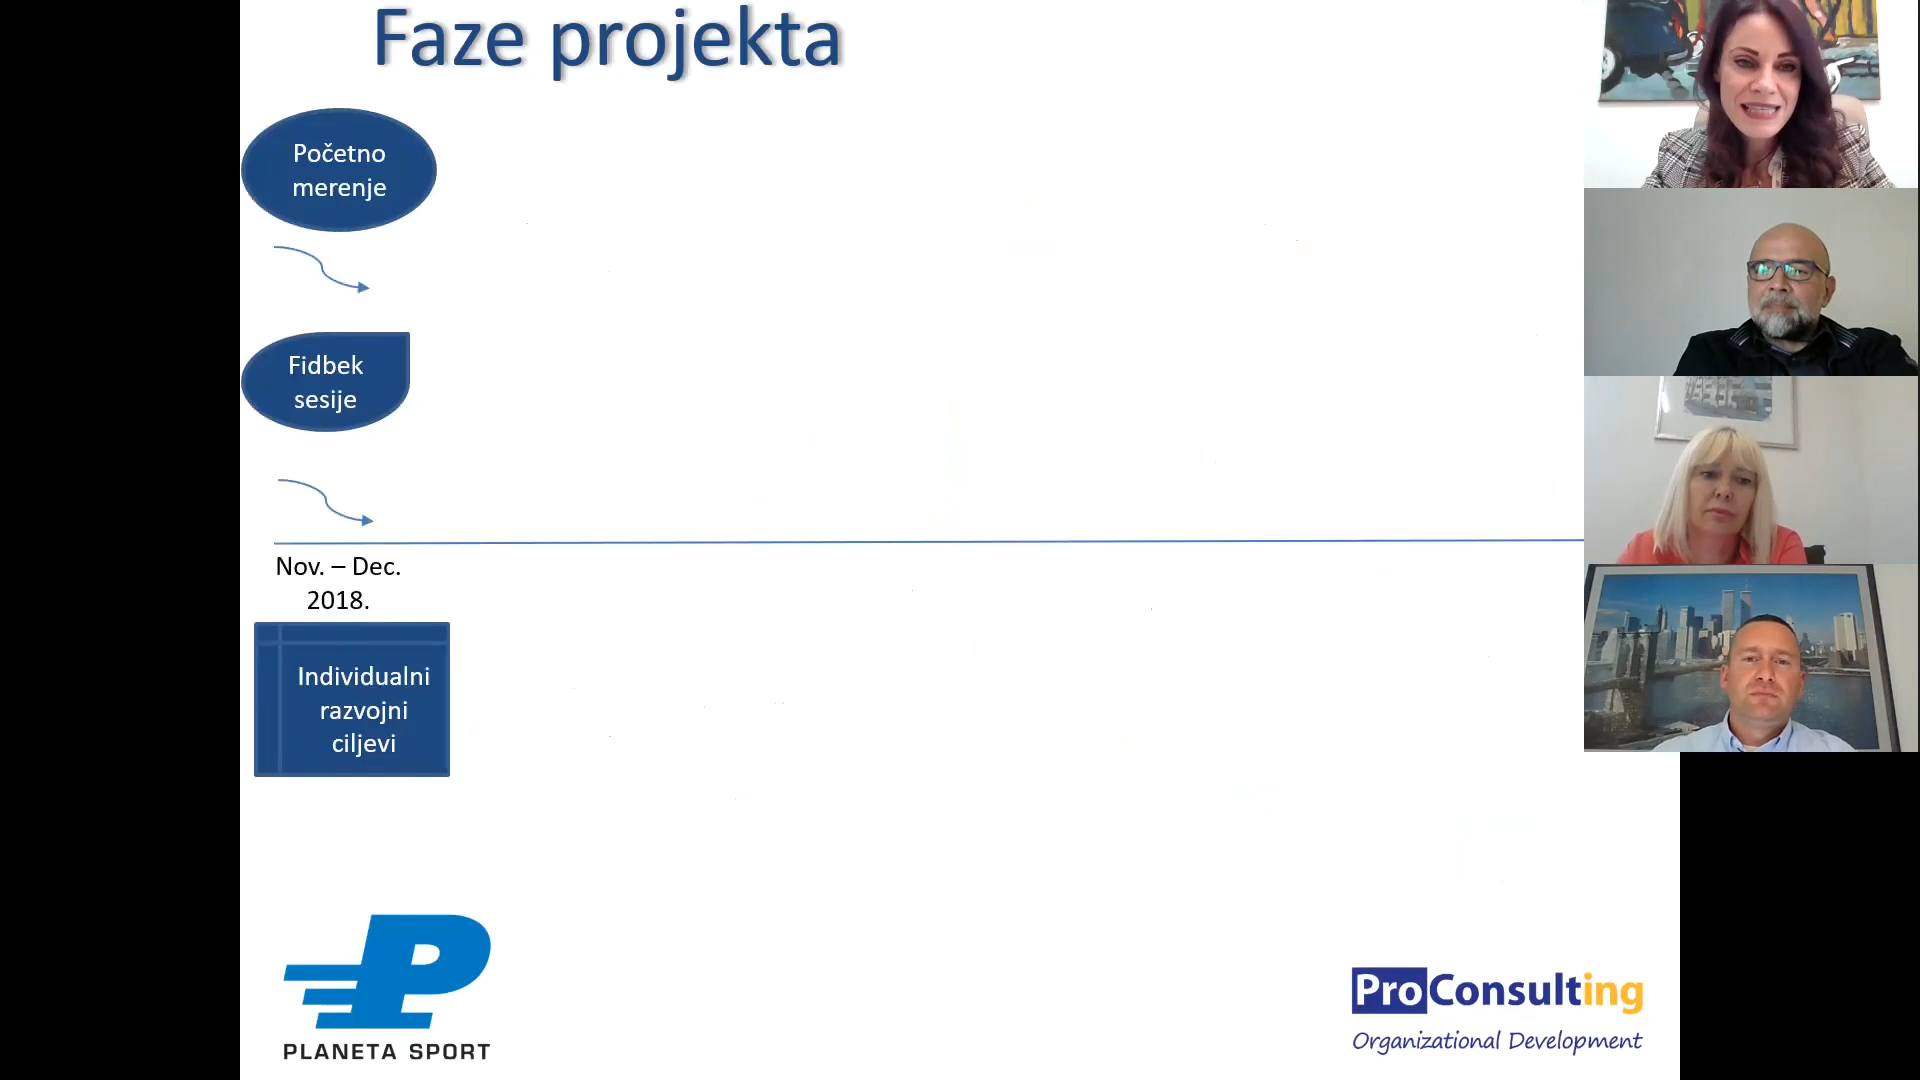 Faze projekta
Početno
merenje
Fidbek
sesije
Nov. – Dec.
2018.
Individualni
razvojni
ciljevi
P
PLANETA SPORT
ProConsulting
Organizational Development